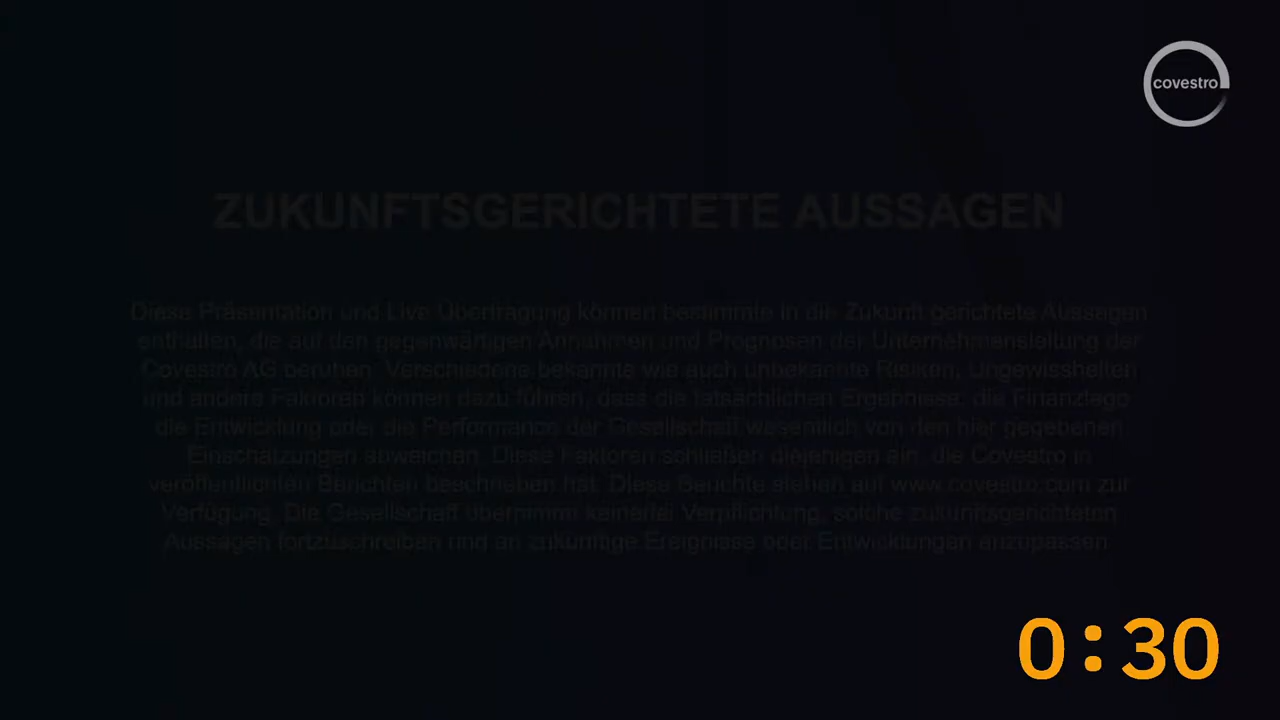 covestro
ZUKUNFTSGERICHTETE AUSSAGEN
Diese Präsentation und Live Übertragung können bestimmte in die Zukunft gerichtete Aussagen
enthalten, die auf den gegenwärtigen Annahmen und Prognosen der Unternehmensleitung der
Covestro AG beruhen. Verschiedene bekannte wie auch unbekannte Risiken, Ungewissheiten
und andere Faktoren können dazu führen, dass die tatsächlichen Ergebnisse, die Finanzlage,
die Entwicklung oder die Performance der Gesellschaft wesentlich von den hier gegebenen
Einschätzungen abweichen. Diese Faktoren schließen diejenigen ein, die Covestro in
veröffentlichten Berichten beschrieben hat. Diese Berichte stehen auf www.covestro.com zur
Verfügung. Die Gesellschaft übernimmt keinerlei Verpflichtung, solche zukunftsgerichteten
Aussagen fortzuschreiben und an zukünftige Ereignisse oder Entwicklungen anzupassen.
0:30